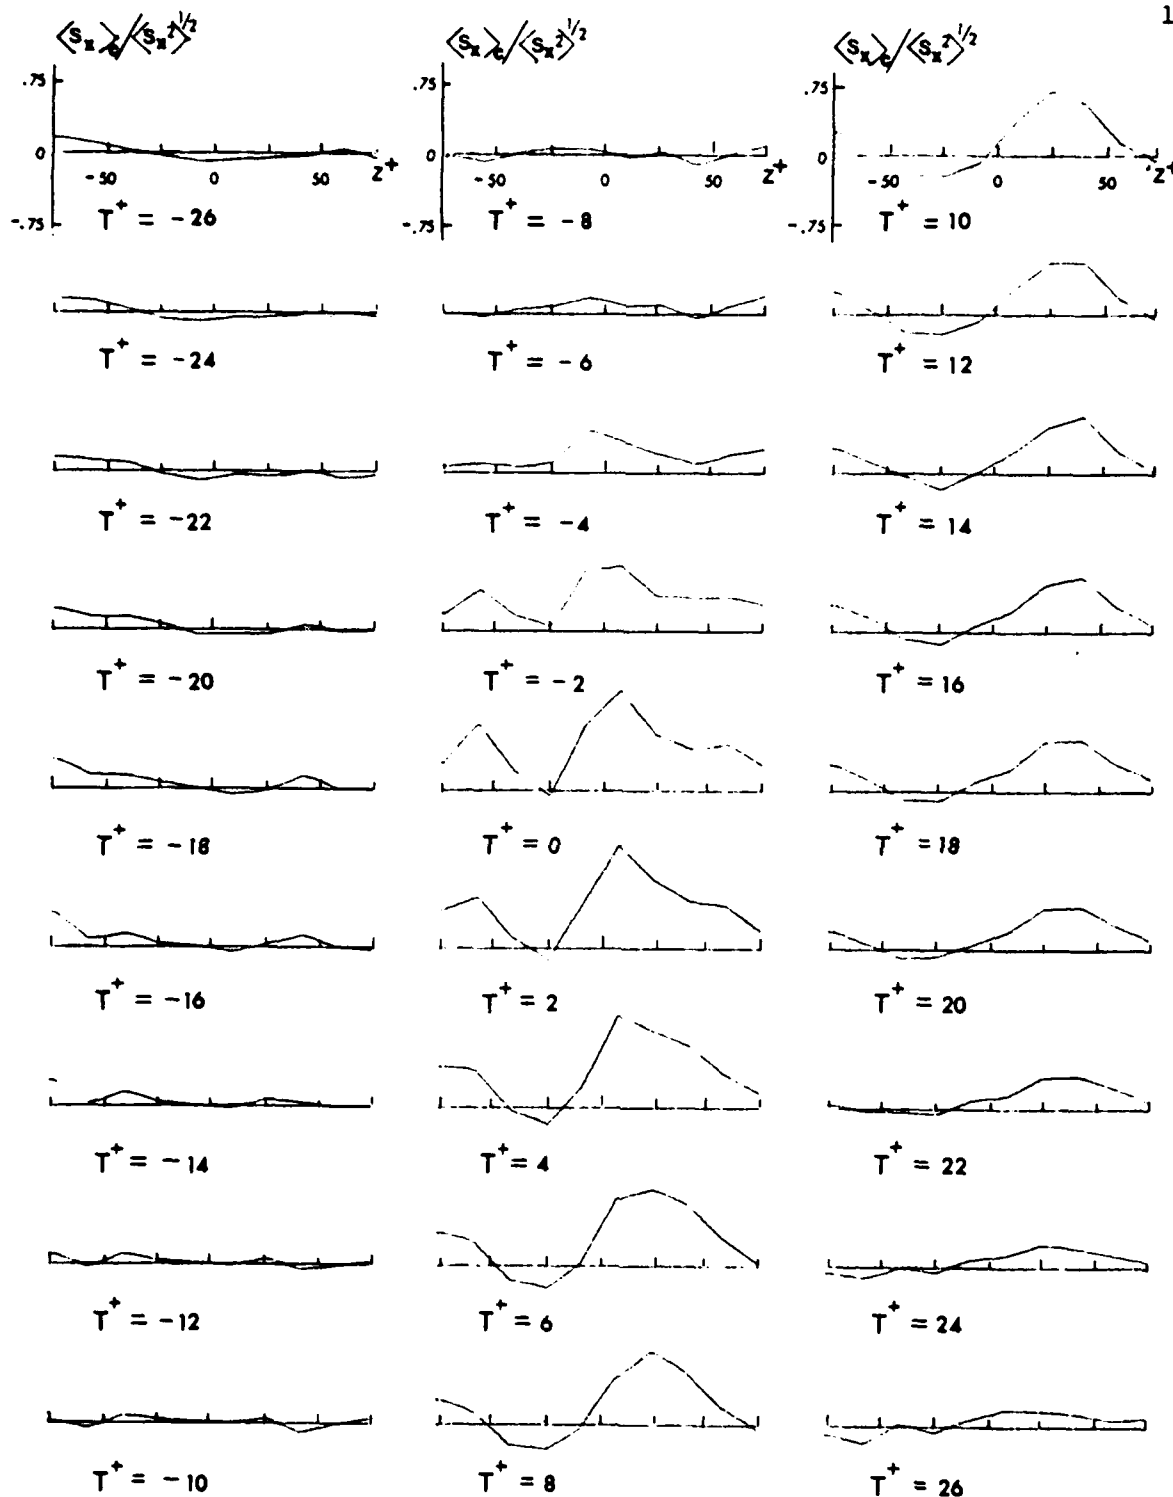 1
⟨Sx⟩c/⟨Sx²⟩^1/2
.75
0
-50 0 50 Z+
-.75
T+ = -26
T+ = -24
T+ = -22
T+ = -20
T+ = -18
T+ = -16
T+ = -14
T+ = -12
T+ = -10
⟨Sx⟩c/⟨Sx²⟩^1/2
.75
0
-50 0 50 Z+
-.75
T+ = -8
T+ = -6
T+ = -4
T+ = -2
T+ = 0
T+ = 2
T+ = 4
T+ = 6
T+ = 8
⟨Sx⟩c/⟨Sx²⟩^1/2
.75
0
-50 0 50 Z+
-.75
T+ = 10
T+ = 12
T+ = 14
T+ = 16
T+ = 18
T+ = 20
T+ = 22
T+ = 24
T+ = 26